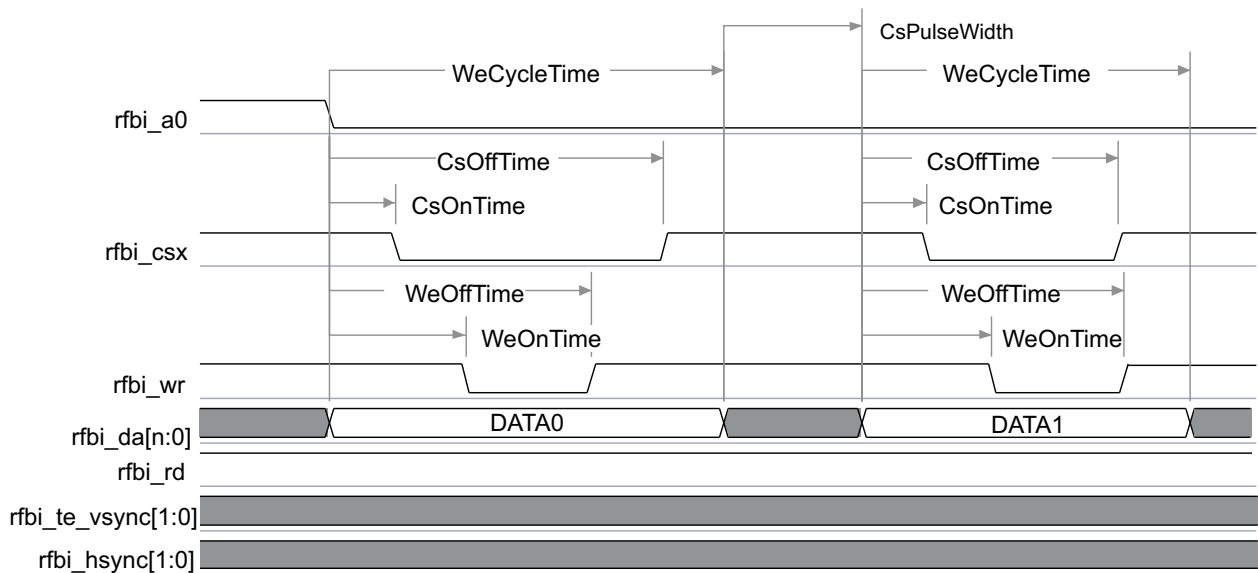 CsPulseWidth
WeCycleTime WeCycleTime
rfbi_a0
CsOffTime CsOffTime
CsOnTime CsOnTime
rfbi_csx
WeOffTime WeOffTime
WeOnTime WeOnTime
rfbi_wr
DATA0 DATA1
rfbi_da[n:0]
rfbi_rd
rfbi_te_vsync[1:0]
rfbi_hsync[1:0]